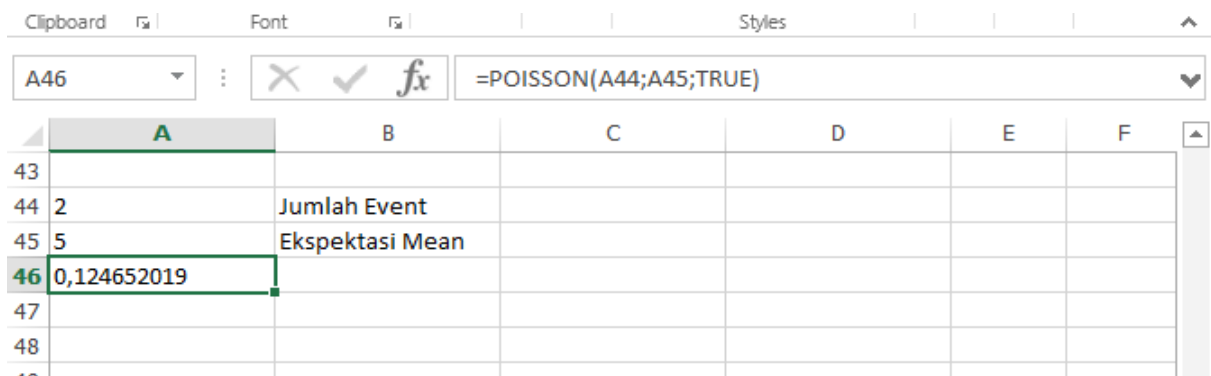 Clipboard Font Styles
A46 fx =POISSON(A44;A45;TRUE)
A B C D E F
43
44 2 Jumlah Event
45 5 Ekspektasi Mean
46 0,124652019
47
48